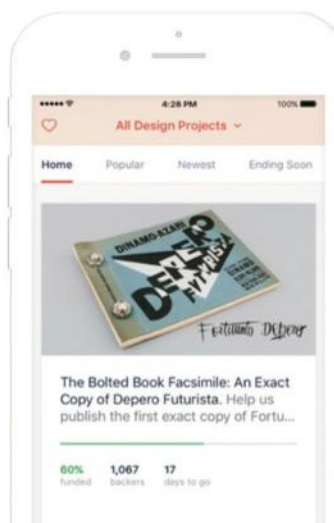 4:28 PM
100%
All Design Projects
Home Popular Newest Ending Soon
DINAMO-AZARI
DEPERO
FUTURISTA
Fortunato Depero
The Bolted Book Facsimile: An Exact
Copy of Depero Futurista. Help us
publish the first exact copy of Fortu...
60% 1,067 17
funded backers days to go